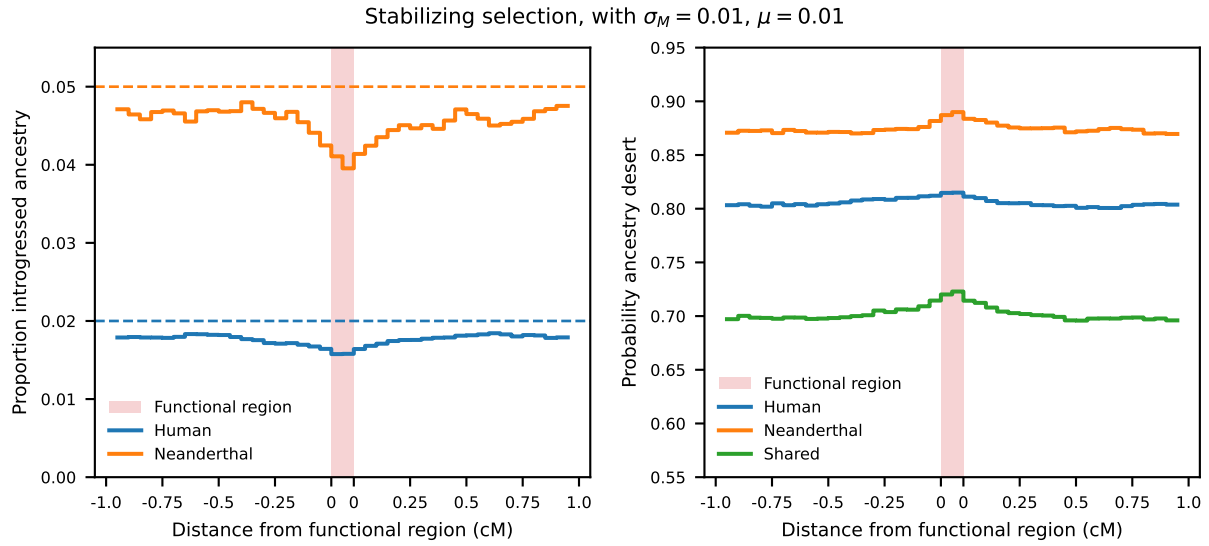 Stabilizing selection, with σ_M = 0.01, μ = 0.01
Proportion introgressed ancestry
0.05
0.04
0.03
0.02
0.01
0.00
Functional region
Human
Neanderthal
-1.0 -0.75 -0.5 -0.25 0 0 0.25 0.5 0.75 1.0
Distance from functional region (cM)
Probability ancestry desert
0.95
0.90
0.85
0.80
0.75
0.70
0.65
0.60
0.55
Functional region
Human
Neanderthal
Shared
-1.0 -0.75 -0.5 -0.25 0 0 0.25 0.5 0.75 1.0
Distance from functional region (cM)